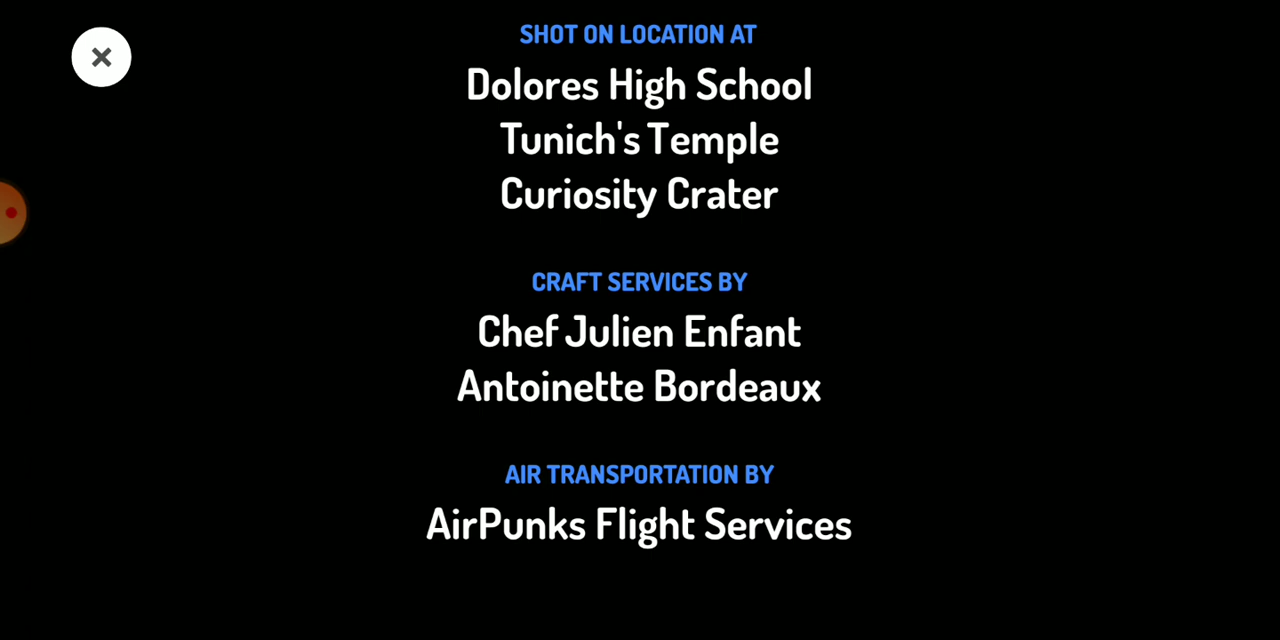 SHOT ON LOCATION AT
Dolores High School
Tunich's Temple
Curiosity Crater
CRAFT SERVICES BY
Chef Julien Enfant
Antoinette Bordeaux
AIR TRANSPORTATION BY
AirPunks Flight Services